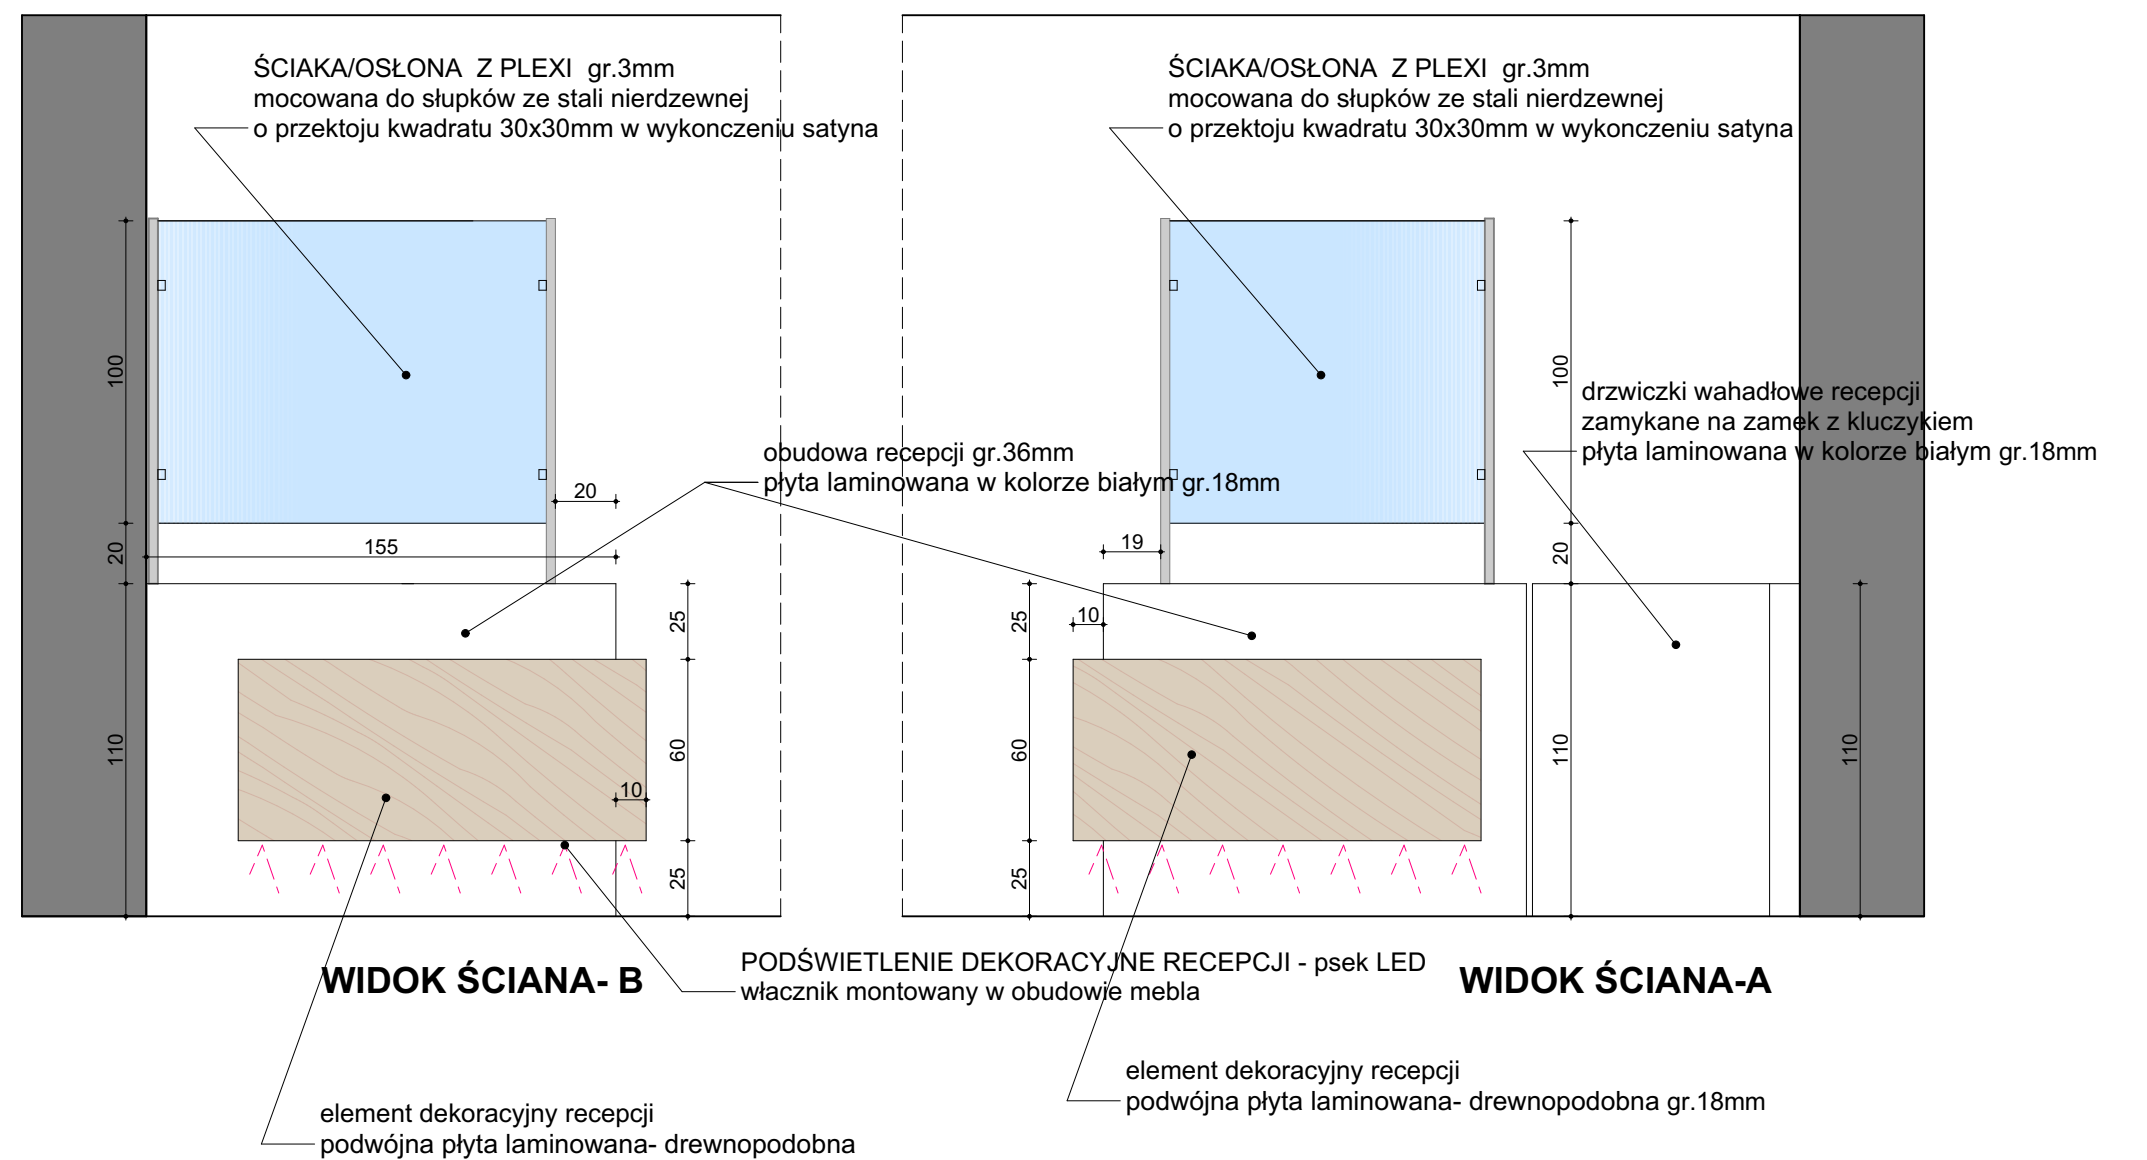 ŚCIAKA/OSŁONA Z PLEXI gr.3mm
mocowana do słupków ze stali nierdzewnej
o przektoju kwadratu 30x30mm w wykonczeniu satyna
ŚCIAKA/OSŁONA Z PLEXI gr.3mm
mocowana do słupków ze stali nierdzewnej
o przektoju kwadratu 30x30mm w wykonczeniu satyna
100
20
110
20
155
obudowa recepcji gr.36mm
płyta laminowana w kolorze białym gr.18mm
25
60
10
25
19
10
25
60
25
100
20
110
drzwiczki wahadłowe recepcji
zamykane na zamek z kluczykiem
płyta laminowana w kolorze białym gr.18mm
110
WIDOK ŚCIANA- B
PODŚWIETLENIE DEKORACYJNE RECEPCJI - psek LED
włacznik montowany w obudowie mebla
WIDOK ŚCIANA-A
element dekoracyjny recepcji
podwójna płyta laminowana- drewnopodobna gr.18mm
element dekoracyjny recepcji
podwójna płyta laminowana- drewnopodobna